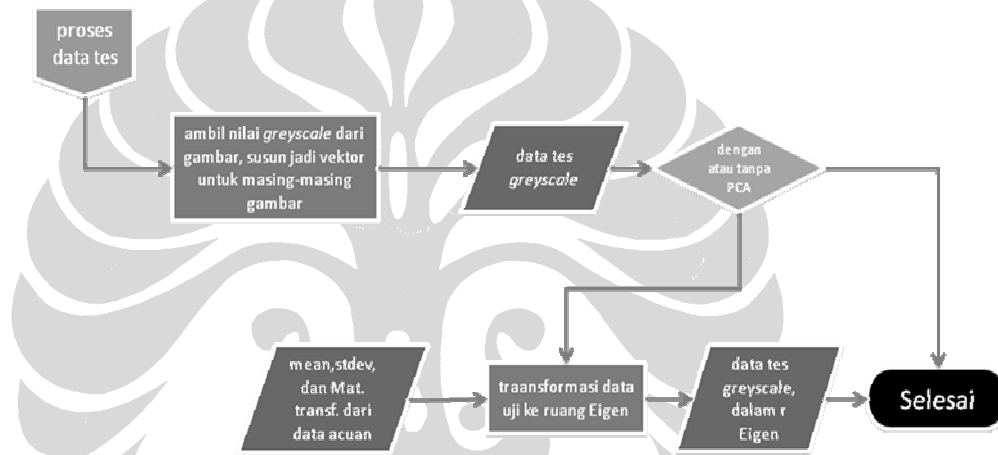 proses
data tes
ambil nilai greyscale dari
gambar, susun jadi vektor
untuk masing-masing
gambar
data tes
greyscale
dengan
atau tanpa
PCA
mean,stdev,
dan Mat.
transf. dari
data acuan
traansformasi data
uji ke ruang Eigen
data tes
greyscale,
dalam r
Eigen
Selesai